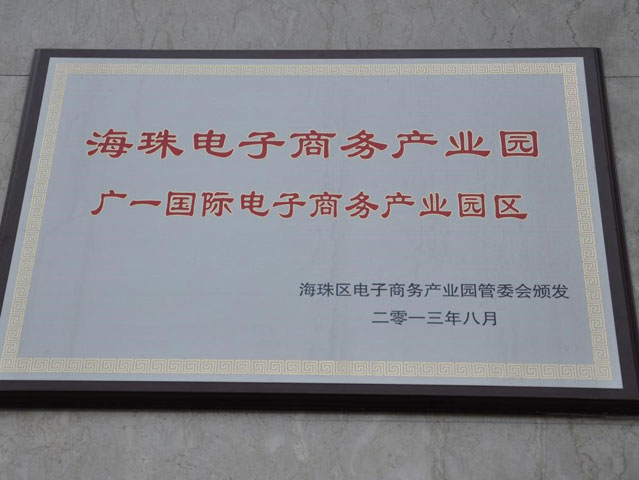 海珠电子商务产业园
广一国际电子商务产业园区
海珠区电子商务产业园管委会颁发
二零一三年八月